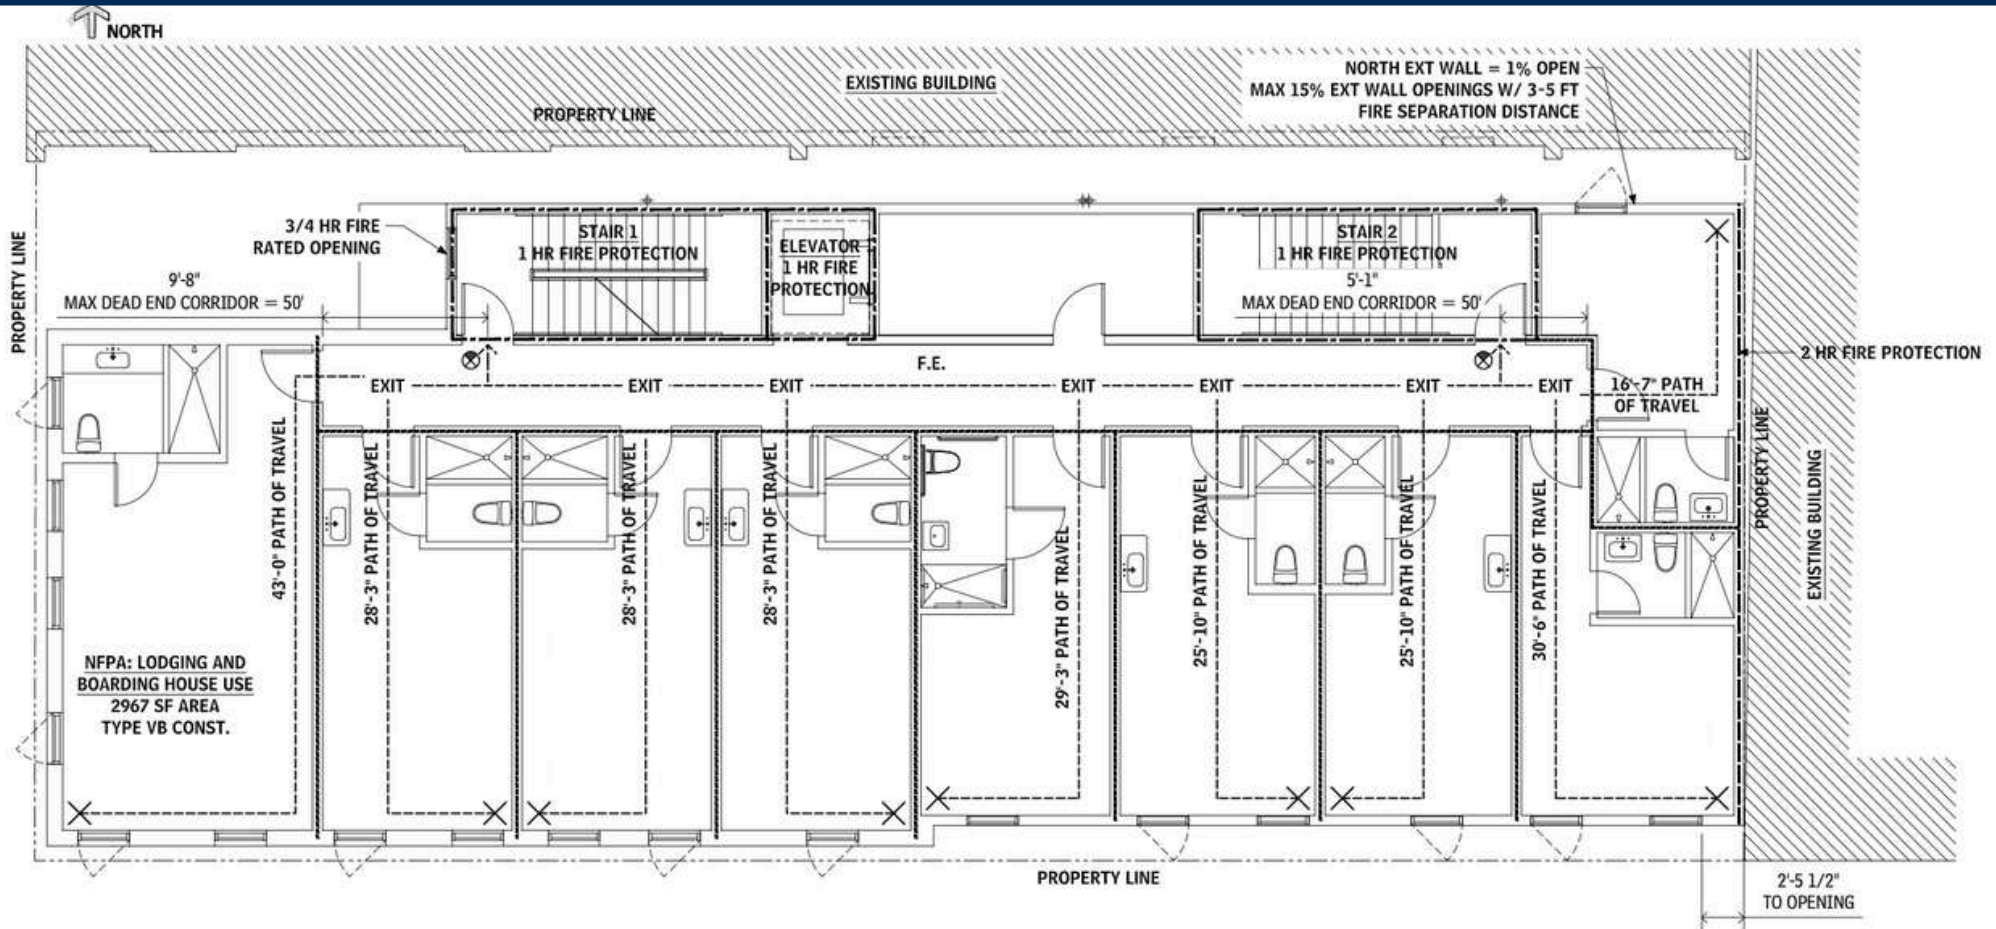 NORTH
EXISTING BUILDING
PROPERTY LINE
NORTH EXT WALL = 1% OPEN
MAX 15% EXT WALL OPENINGS W/ 3-5 FT
FIRE SEPARATION DISTANCE
PROPERTY LINE
3/4 HR FIRE
RATED OPENING
9'-8"
MAX DEAD END CORRIDOR = 50'
STAIR 1
1 HR FIRE PROTECTION
ELEVATOR
1 HR FIRE
PROTECTION
STAIR 2
1 HR FIRE PROTECTION
5'-1"
MAX DEAD END CORRIDOR = 50'
2 HR FIRE PROTECTION
F.E.
EXIT
EXIT
EXIT
EXIT
EXIT
EXIT
EXIT
16'-7" PATH
OF TRAVEL
43'-0" PATH OF TRAVEL
28'-3" PATH OF TRAVEL
28'-3" PATH OF TRAVEL
28'-3" PATH OF TRAVEL
29'-3" PATH OF TRAVEL
25'-10" PATH OF TRAVEL
25'-10" PATH OF TRAVEL
30'-6" PATH OF TRAVEL
PROPERTY LINE
EXISTING BUILDING
NFPA: LODGING AND
BOARDING HOUSE USE
2967 SF AREA
TYPE VB CONST.
PROPERTY LINE
2'-5 1/2"
TO OPENING